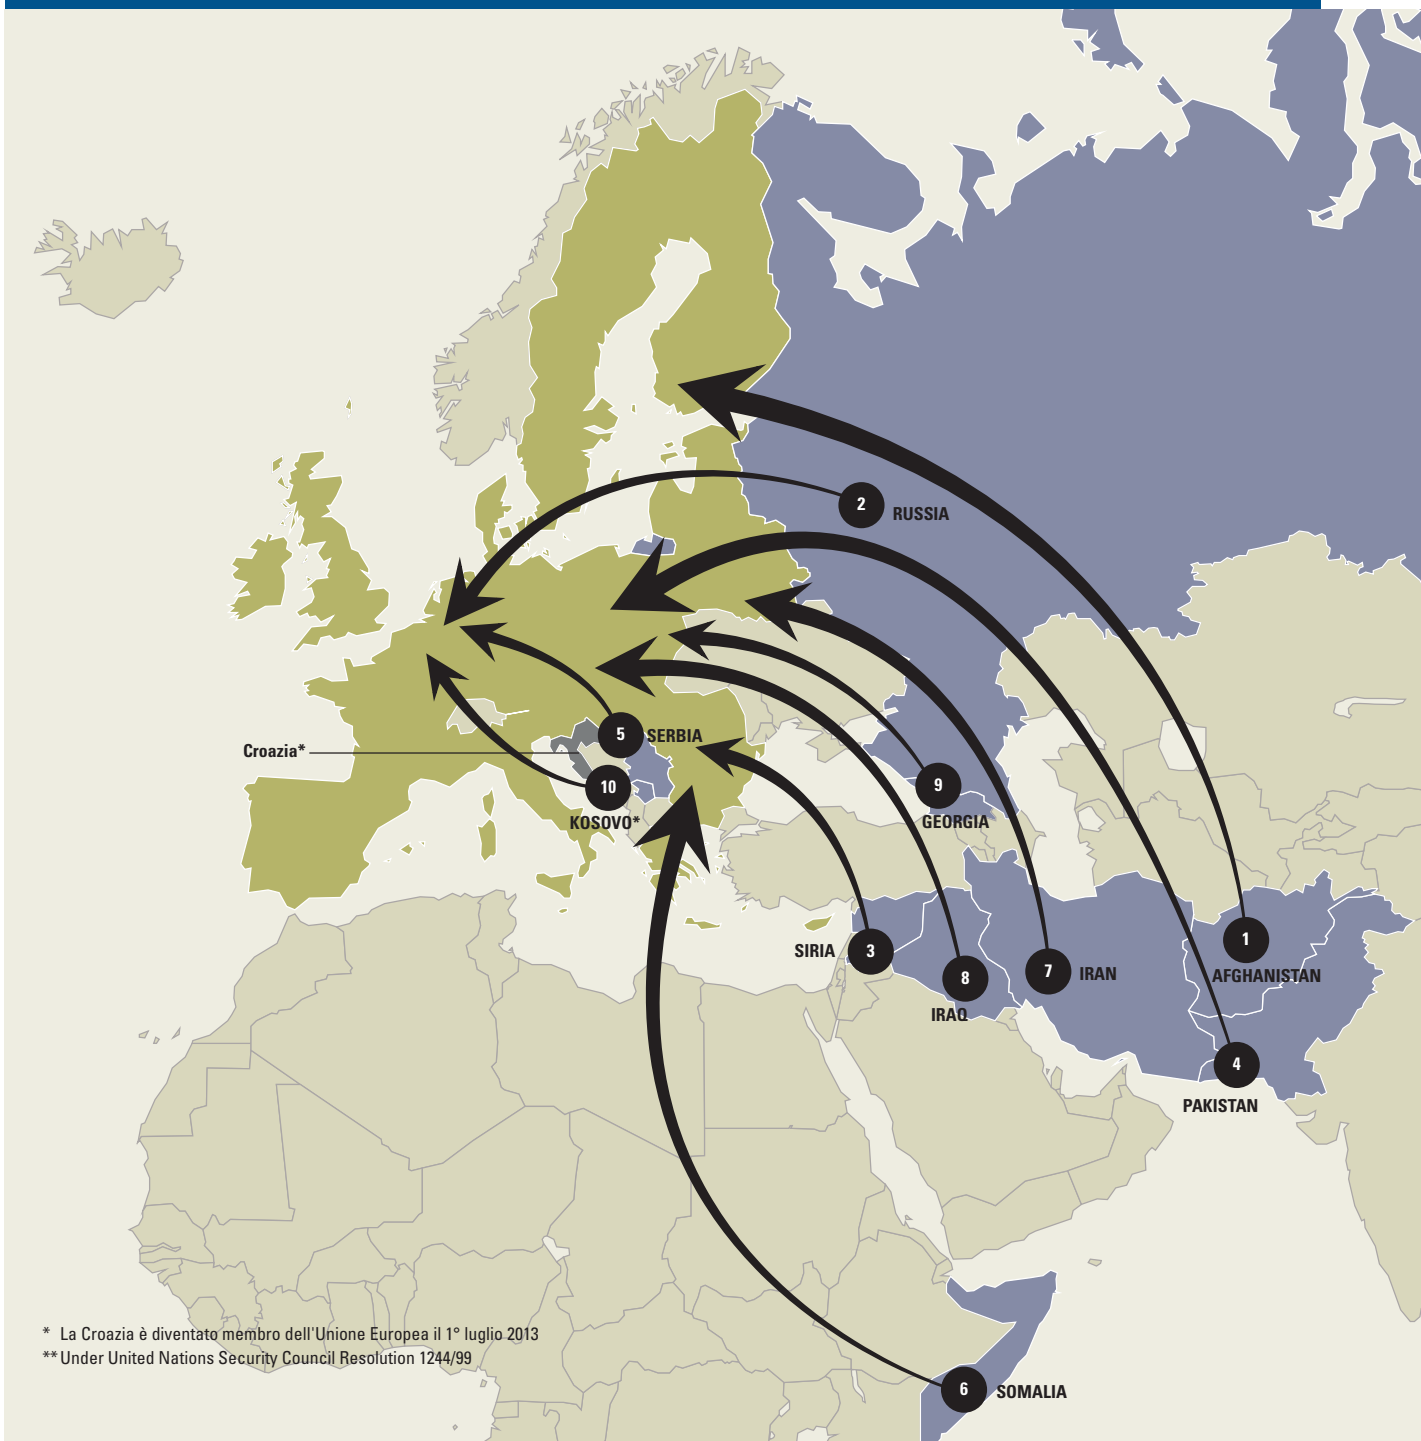 2
RUSSIA
5
SERBIA
Croazia*
10
KOSOVO*
9
GEORGIA
SIRIA
3
8
IRAQ
7
IRAN
1
AFGHANISTAN
4
PAKISTAN
6
SOMALIA
* La Croazia è diventato membro dell'Unione Europea il 1° luglio 2013
** Under United Nations Security Council Resolution 1244/99